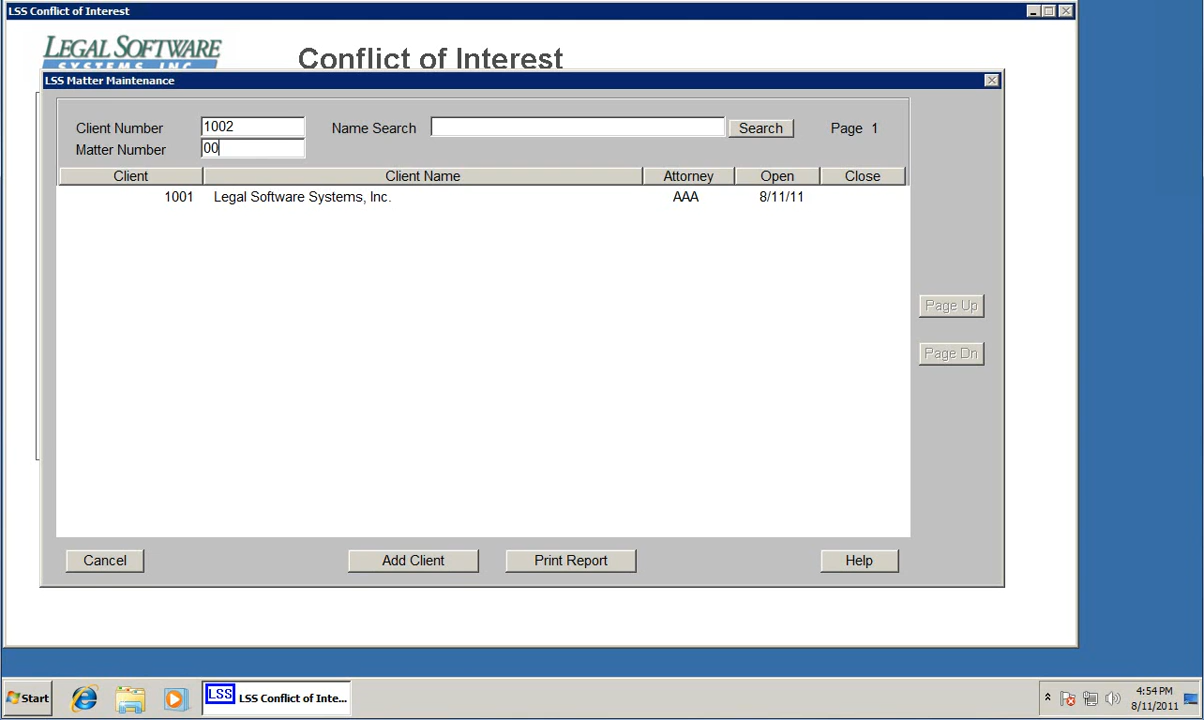 LSS Conflict of Interest
LEGAL SOFTWARE
SYSTEMS, INC.
Conflict of Interest
LSS Matter Maintenance
Client Number 1002 Name Search Search Page 1
Matter Number 00
Client Client Name Attorney Open Close
1001 Legal Software Systems, Inc. AAA 8/11/11
Page Up
Page Dn
Cancel Add Client Print Report Help
Start LSS LSS Conflict of Inte... 4:54 PM
8/11/2011